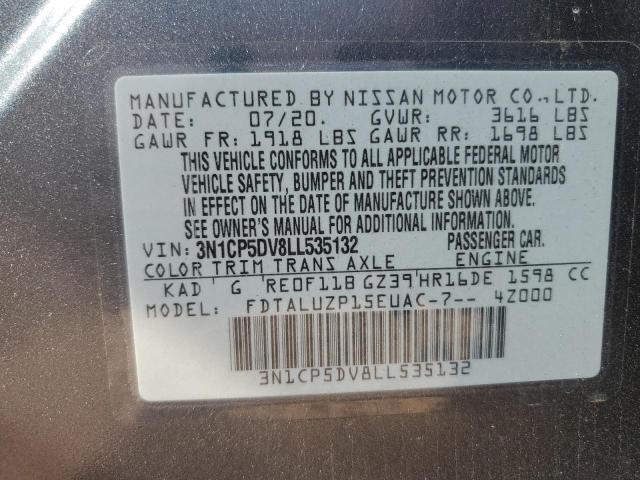 MANUFACTURED BY NISSAN MOTOR CO., LTD.
DATE: 07/20. GVWR: 3616 LBS
GAWR FR: 1918 LBS GAWR RR: 1698 LBS
THIS VEHICLE CONFORMS TO ALL APPLICABLE FEDERAL MOTOR
VEHICLE SAFETY, BUMPER AND THEFT PREVENTION STANDARDS
IN EFFECT ON THE DATE OF MANUFACTURE SHOWN ABOVE.
SEE OWNER'S MANUAL FOR ADDITIONAL INFORMATION.
VIN: 3N1CP5DV8LL535132 PASSENGER CAR.
COLOR TRIM TRANS AXLE ENGINE
KAD G RE0F11B GZ39 HR16DE 1598 CC
MODEL: FDTALUZP15EUAC-7-- 4Z000
3N1CP5DV8LL535132